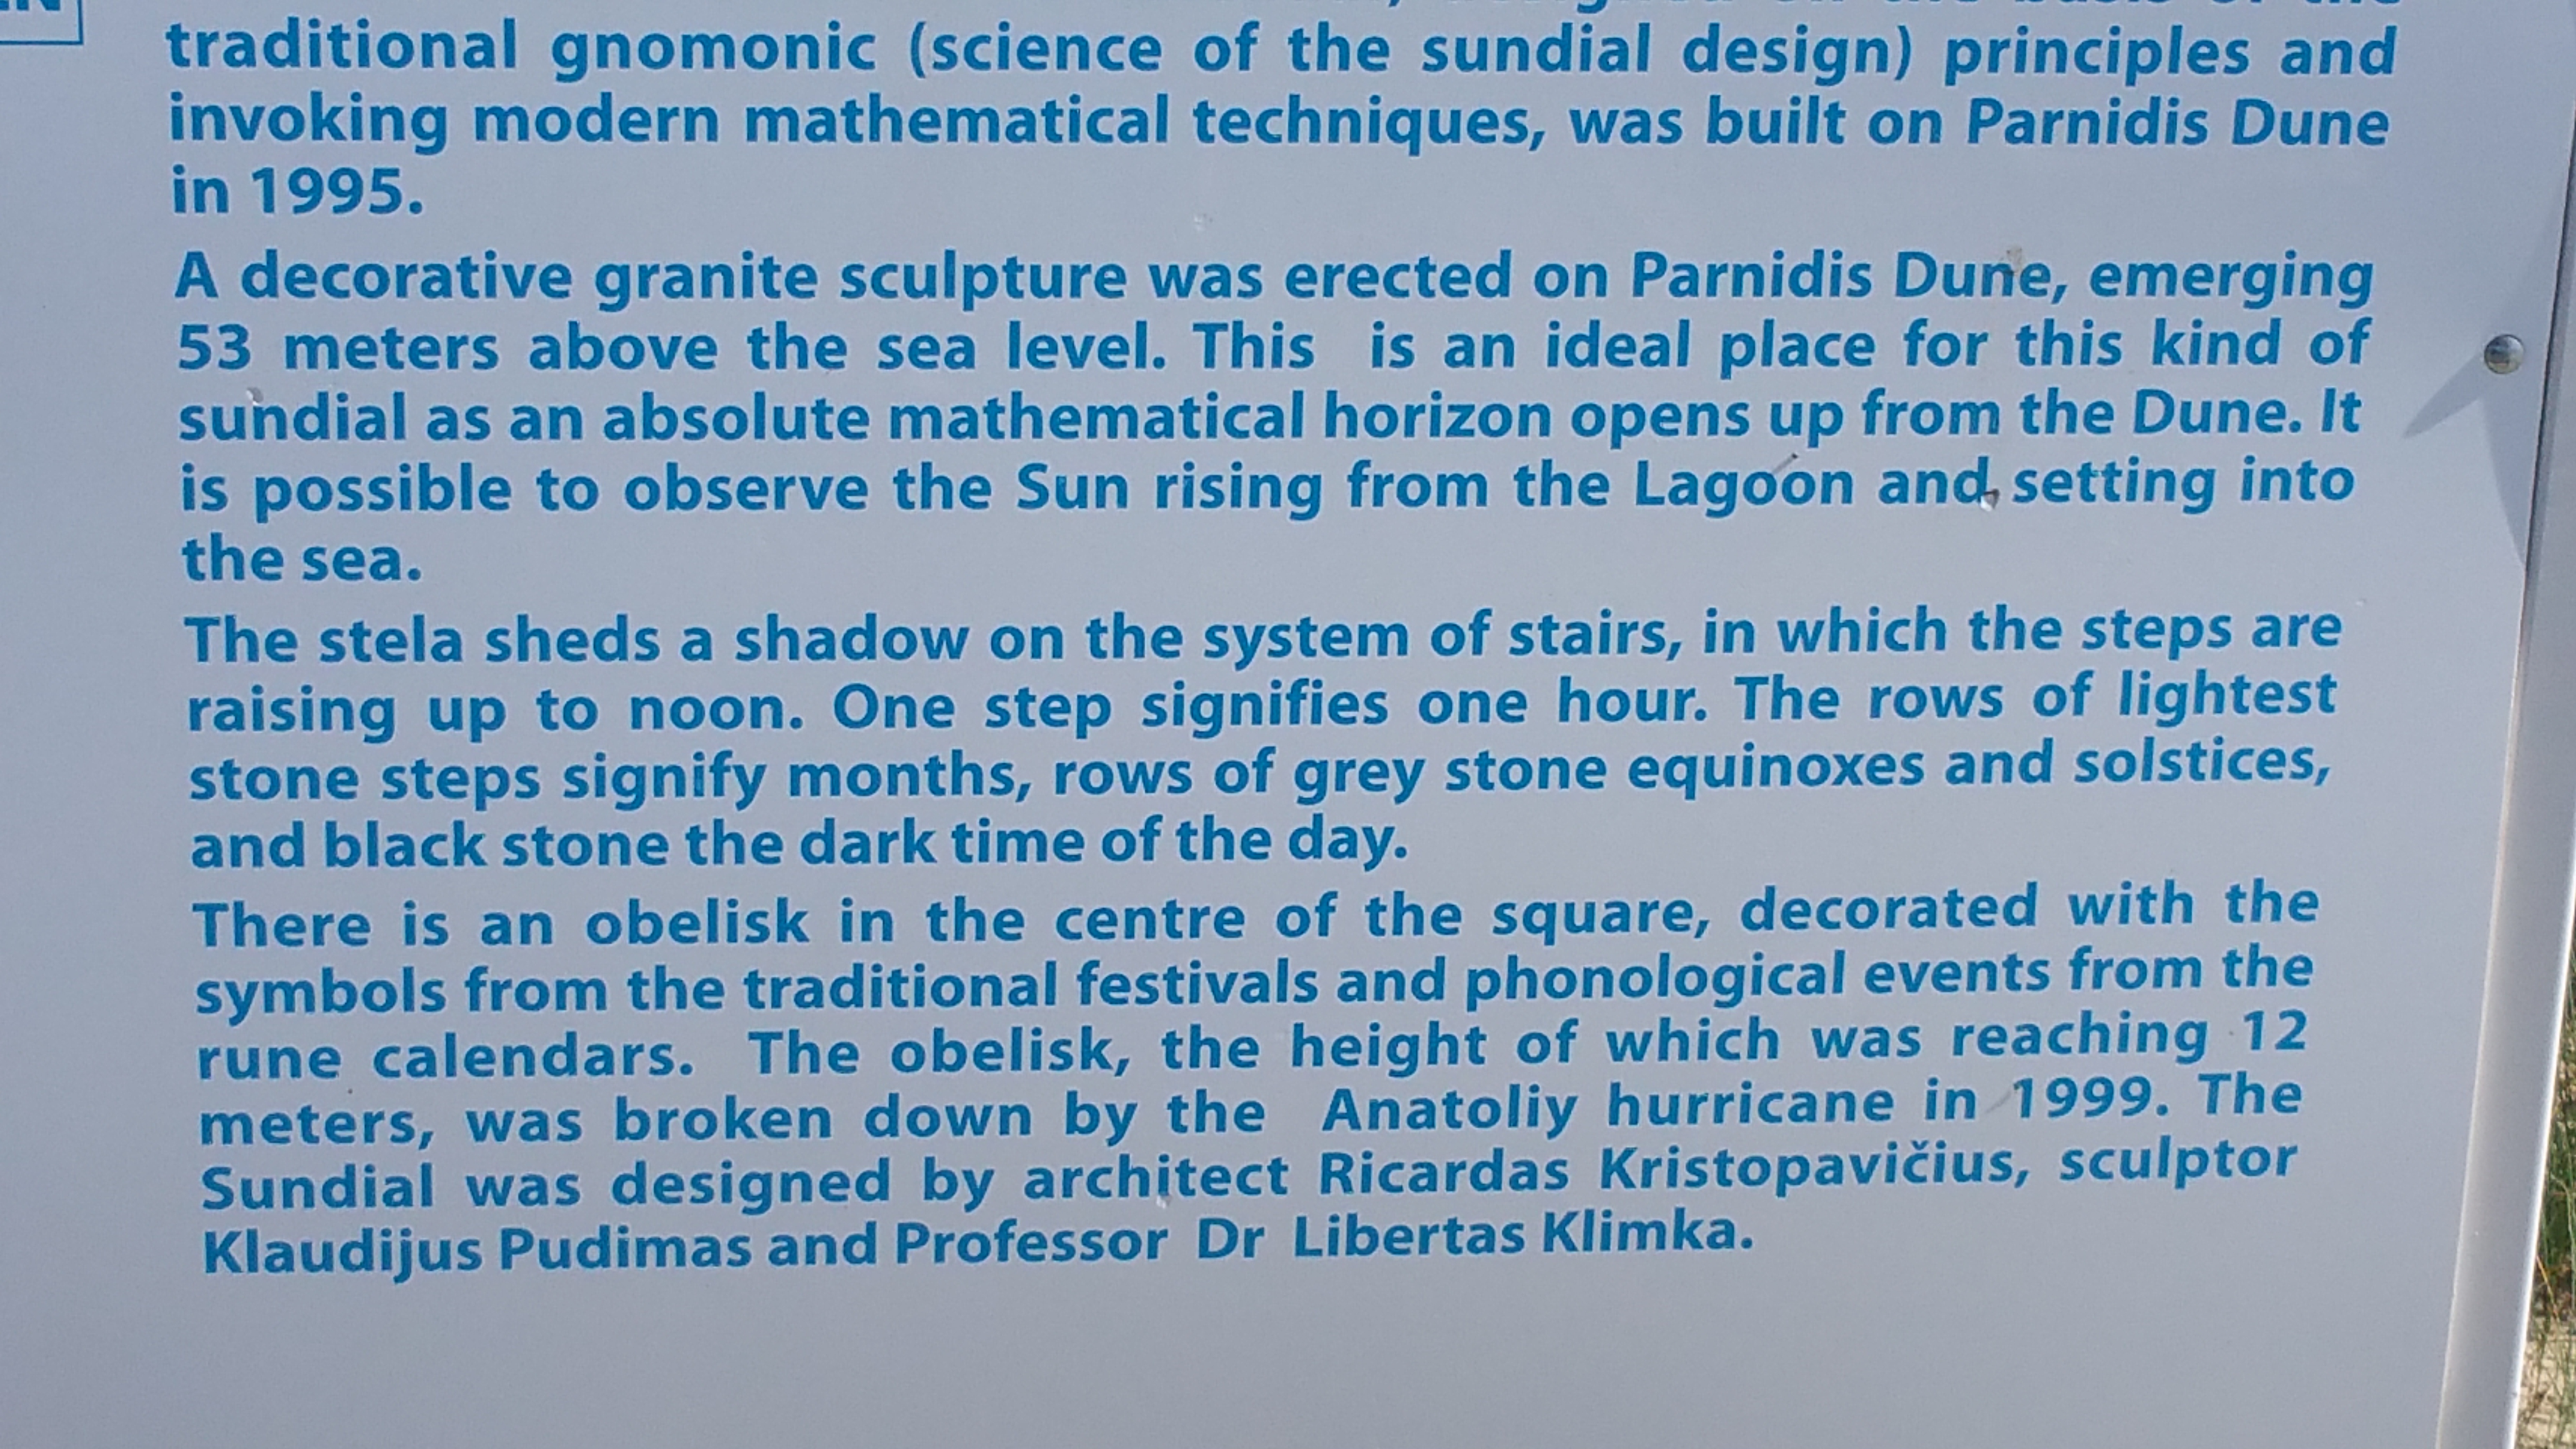 traditional gnomonic (science of the sundial design) principles and
invoking modern mathematical techniques, was built on Parnidis Dune
in 1995.
A decorative granite sculpture was erected on Parnidis Dune, emerging
53 meters above the sea level. This is an ideal place for this kind of
sundial as an absolute mathematical horizon opens up from the Dune. It
is possible to observe the Sun rising from the Lagoon and setting into
the sea.
The stela sheds a shadow on the system of stairs, in which the steps are
raising up to noon. One step signifies one hour. The rows of lightest
stone steps signify months, rows of grey stone equinoxes and solstices,
and black stone the dark time of the day.
There is an obelisk in the centre of the square, decorated with the
symbols from the traditional festivals and phonological events from the
rune calendars. The obelisk, the height of which was reaching 12
meters, was broken down by the Anatoliy hurricane in 1999. The
Sundial was designed by architect Ricardas Kristopavičius, sculptor
Klaudijus Pudimas and Professor Dr Libertas Klimka.